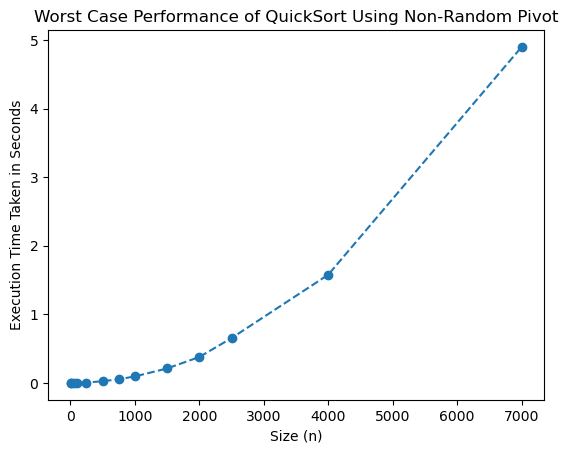 Worst Case Performance of QuickSort Using Non-Random Pivot
5
4
3
2
1
0
Execution Time Taken in Seconds
0 1000 2000 3000 4000 5000 6000 7000
Size (n)